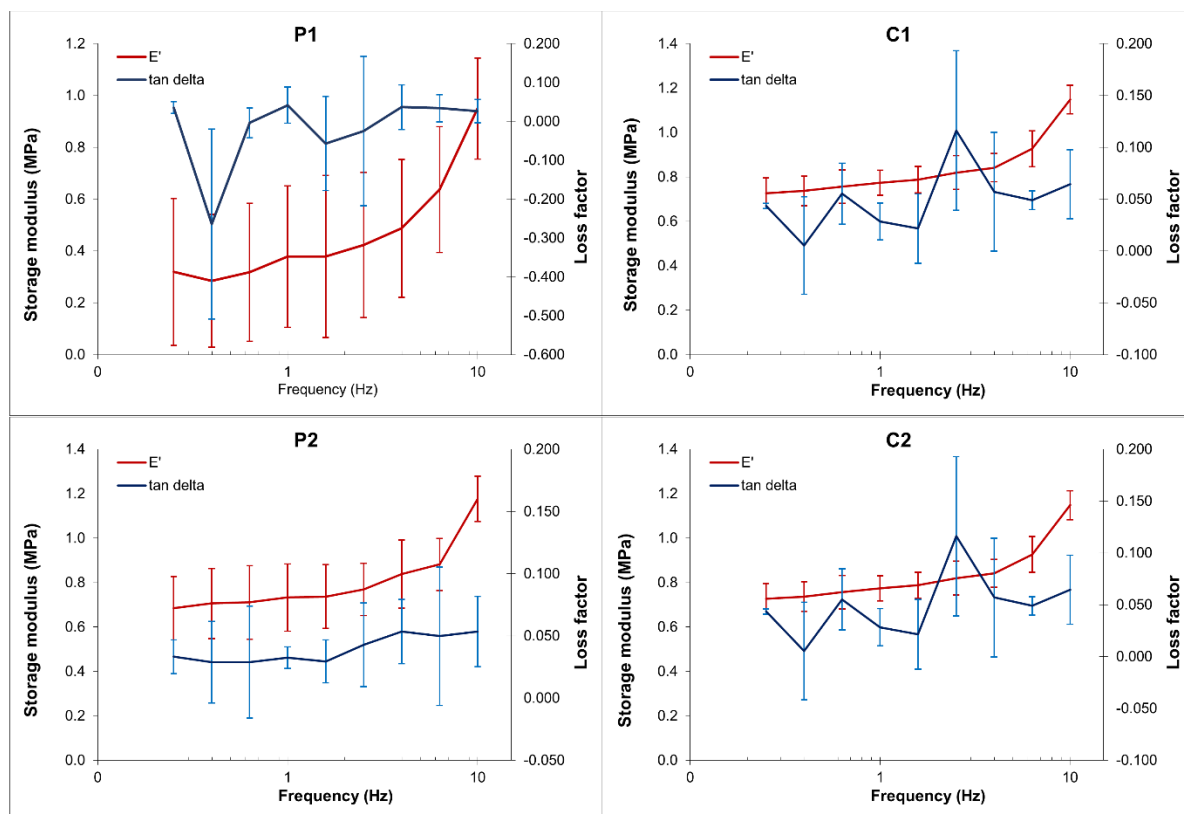 P1
E'
tan delta
Storage modulus (MPa)
1.2
1.0
0.8
0.6
0.4
0.2
0.0
0.200
0.100
0.000
-0.100
-0.200
-0.300
-0.400
-0.500
-0.600
Loss factor
0 1 10
Frequency (Hz)
C1
E'
tan delta
Storage modulus (MPa)
1.4
1.2
1.0
0.8
0.6
0.4
0.2
0.0
0.200
0.150
0.100
0.050
0.000
-0.050
-0.100
Loss factor
0 1 10
Frequency (Hz)
P2
E'
tan delta
Storage modulus (MPa)
1.4
1.2
1.0
0.8
0.6
0.4
0.2
0.0
0.200
0.150
0.100
0.050
0.000
-0.050
Loss factor
0 1 10
Frequency (Hz)
C2
E'
tan delta
Storage modulus (MPa)
1.4
1.2
1.0
0.8
0.6
0.4
0.2
0.0
0.200
0.150
0.100
0.050
0.000
-0.050
-0.100
Loss factor
0 1 10
Frequency (Hz)